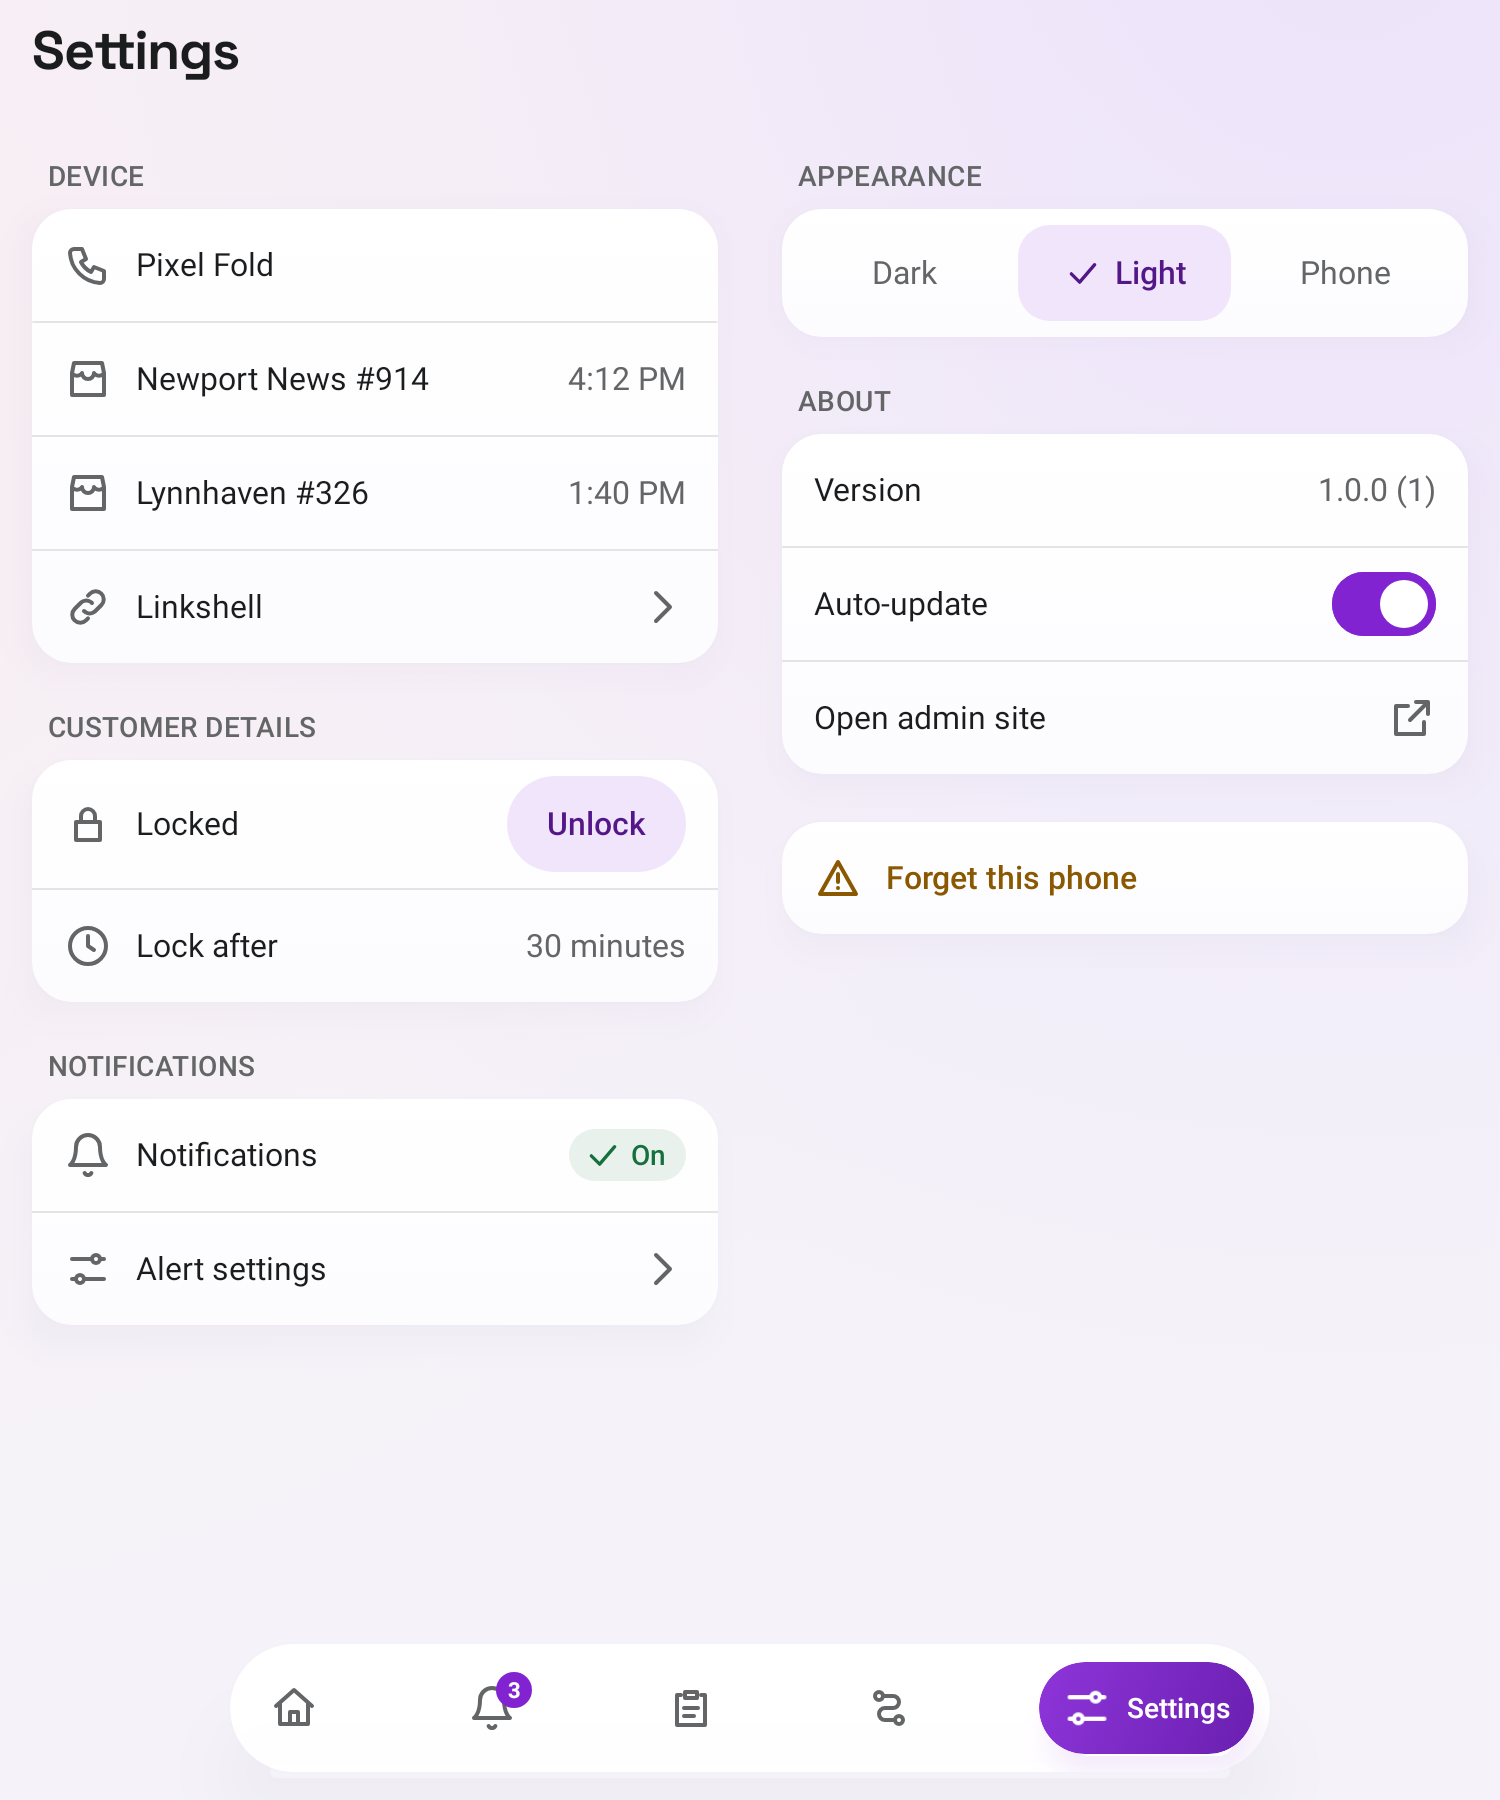 Settings
DEVICE
Pixel Fold
Newport News #914 4:12 PM
Lynnhaven #326 1:40 PM
Linkshell
CUSTOMER DETAILS
Locked Unlock
Lock after 30 minutes
NOTIFICATIONS
Notifications On
Alert settings
APPEARANCE
Dark Light Phone
ABOUT
Version 1.0.0 (1)
Auto-update
Open admin site
Forget this phone
3
Settings